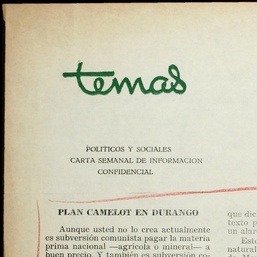 temas
POLITICOS Y SOCIALES
CARTA SEMANAL DE INFORMACION
CONFIDENCIAL
PLAN CAMELOT EN DURANGO
Aunque usted no lo crea actualmente
es subversión comunista pagar la materia
prima nacional —agrícola o mineral— a
buen precio. Y también es subversión co-
que dic
texto p
un alar
Esto
natural